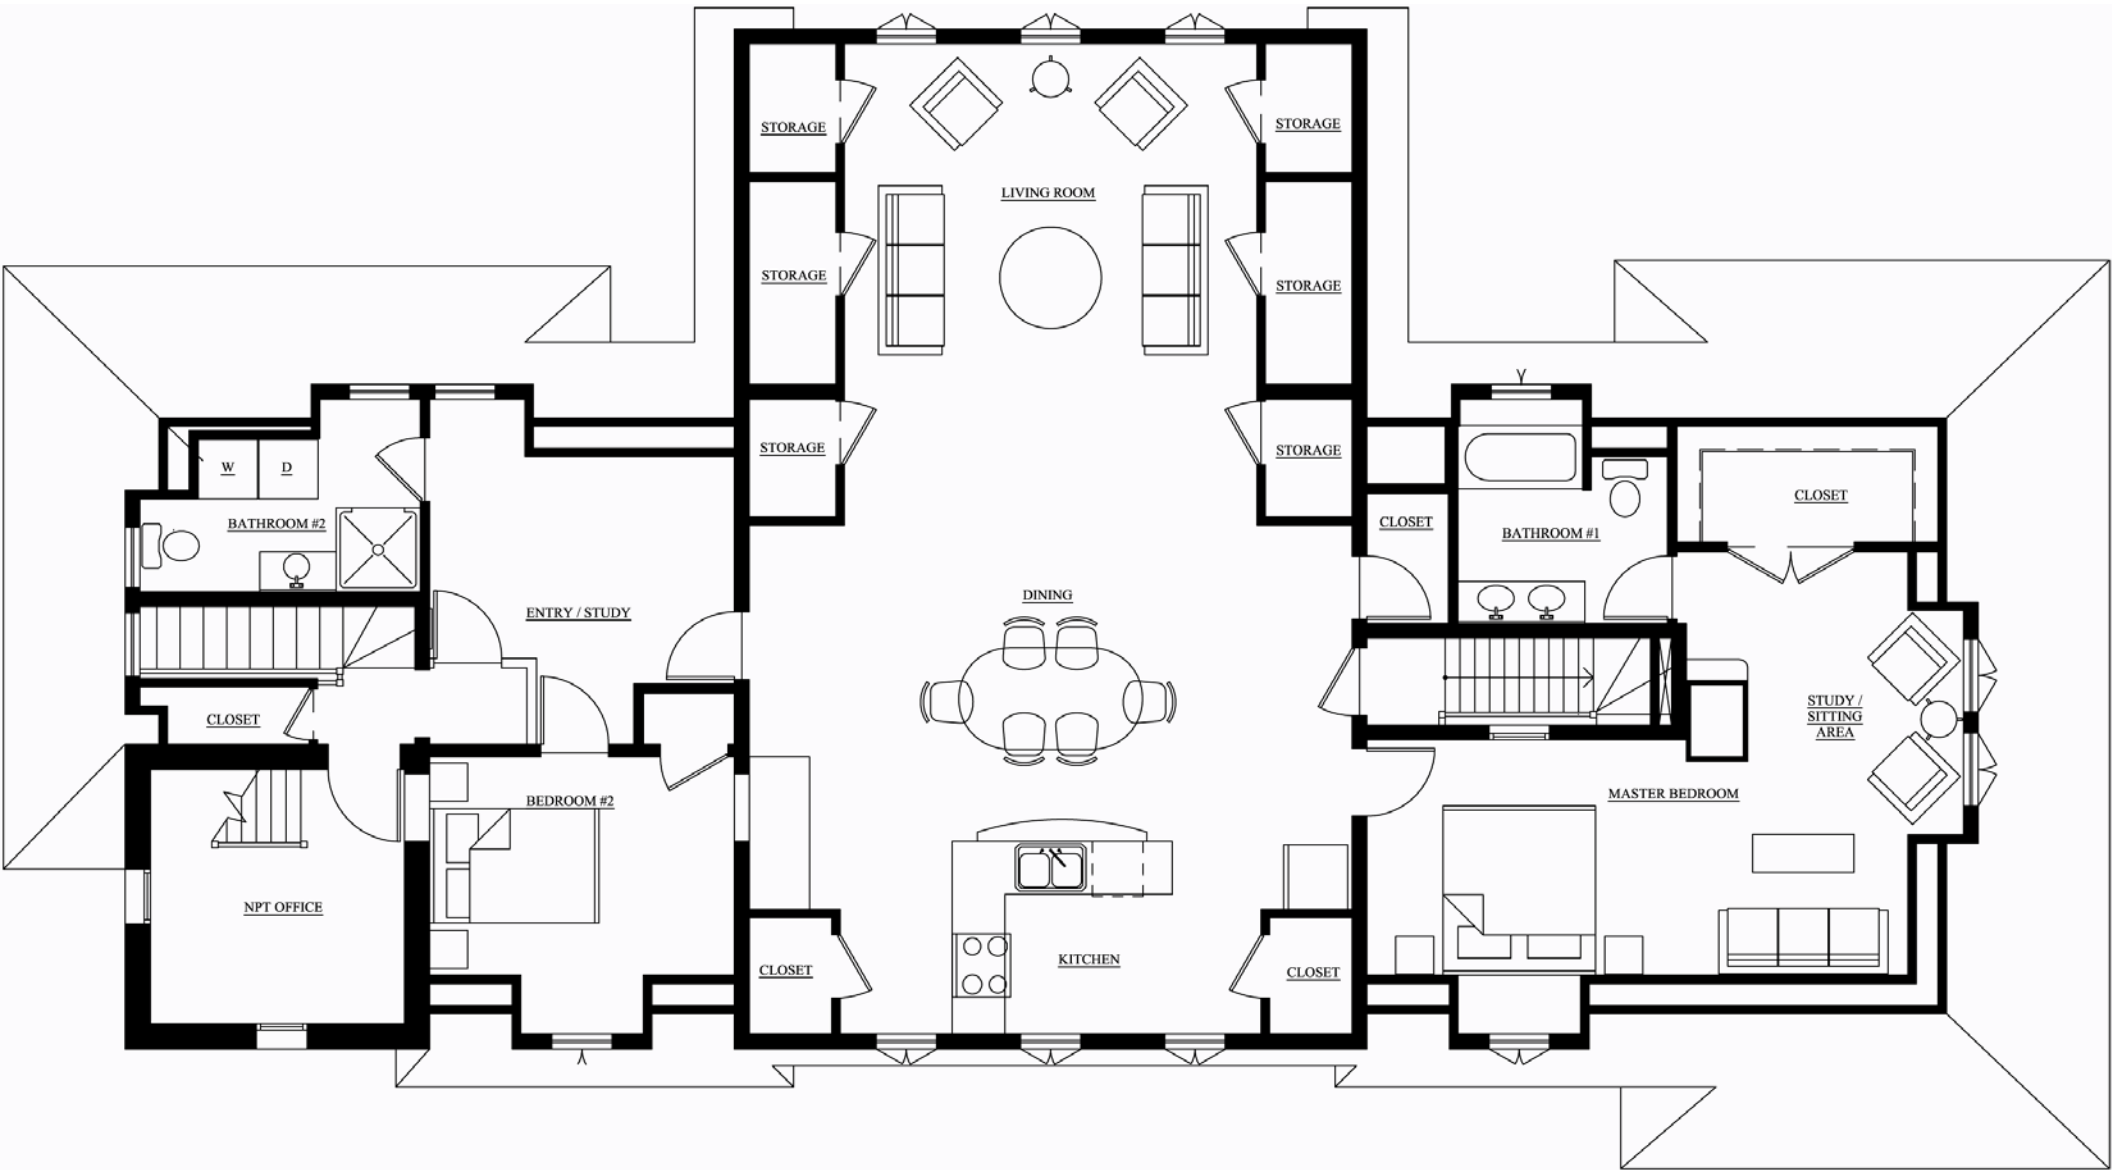 STORAGE
STORAGE
LIVING ROOM
STORAGE
STORAGE
STORAGE
STORAGE
W
D
BATHROOM #2
CLOSET
CLOSET
BATHROOM #1
ENTRY / STUDY
DINING
CLOSET
STUDY /
SITTING
AREA
CLOSET
BEDROOM #2
MASTER BEDROOM
NPT OFFICE
CLOSET
KITCHEN
CLOSET